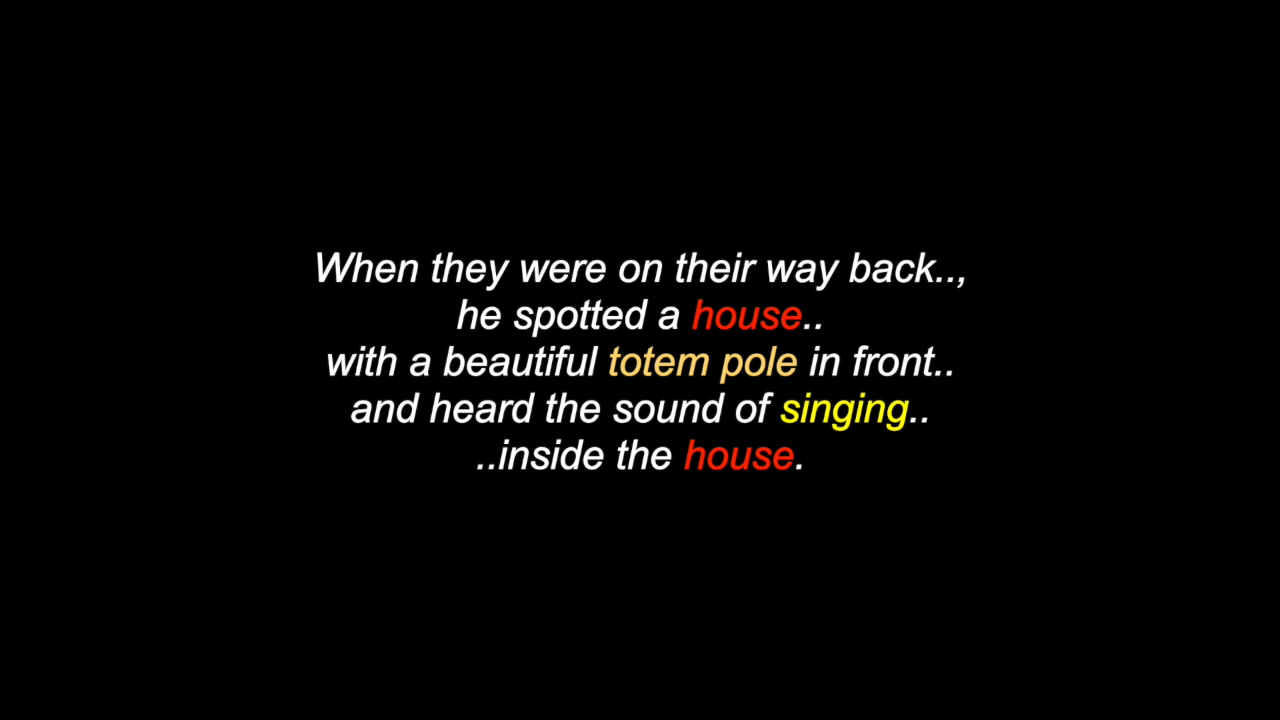 When they were on their way back..,
he spotted a house..
with a beautiful totem pole in front..
and heard the sound of singing..
..inside the house.